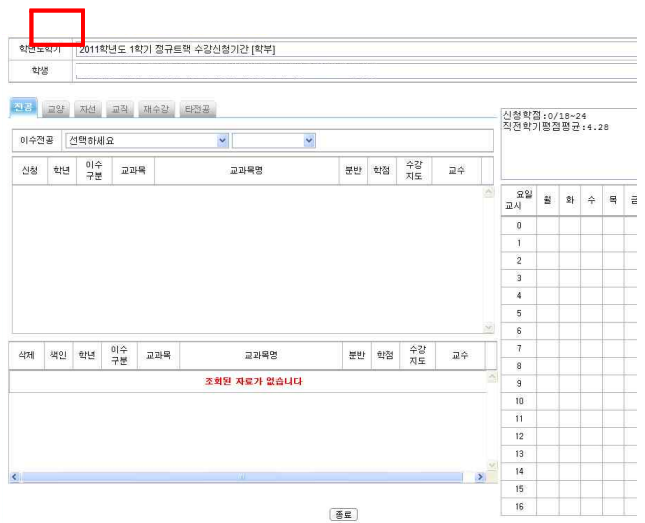 학년도학기 2011학년도 1학기 정규트랙 수강신청기간 [학부]
학생
전공 교양 자선 교직 재수강 타전공
이수전공 선택하세요
신청 학년 이수구분 교과목 교과목명 분반 학점 수강지도 교수
삭제 색인 학년 이수구분 교과목 교과목명 분반 학점 수강지도 교수
조회된 자료가 없습니다
종료
신청학점:0/18~24
직전학기평점평균:4.28
요일
교시 월 화 수 목 금
0
1
2
3
4
5
6
7
8
9
10
11
12
13
14
15
16